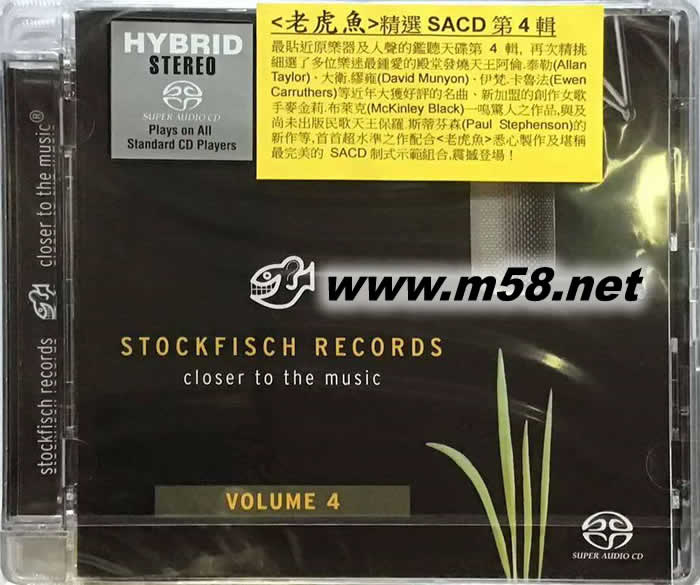 HYBRID
STEREO
SUPER AUDIO CD
Plays on All
Standard CD Players
<老虎魚>精選 SACD 第 4 輯
最貼近原樂器及人聲的鑑聽天碟第 4 輯, 再次精挑
細選了多位樂迷最鍾愛的殿堂發燒天王阿倫.泰勒(Allan
Taylor)、大衛.繆雍(David Munyon)、伊梵.卡魯法(Ewen
Carruthers)等近年大獲好評的名曲、新加盟的創作女歌
手麥金莉.布萊克(McKinley Black)一鳴驚人之作品,與及
尚未出版民歌天王保羅.斯蒂芬森(Paul Stephenson)的
新作等,首首超水準之作配合<老虎魚>悉心製作及堪稱
最完美的 SACD 制式示範組合,震撼登場！
stockfisch records closer to the music®
www.m58.net
STOCKFISCH RECORDS
closer to the music
VOLUME 4
SUPER AUDIO CD